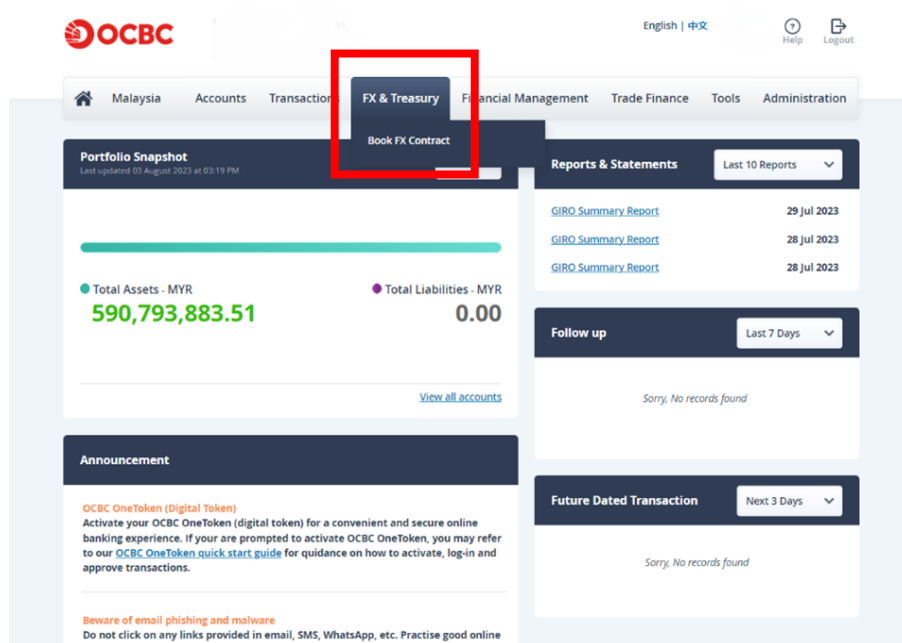 OCBC
English | 中文
Help
Logout
Malaysia
Accounts
Transactions
FX & Treasury
Financial Management
Trade Finance
Tools
Administration
Book FX Contract
Portfolio Snapshot
Last updated 03 August 2023 at 03:19 PM
Total Assets - MYR
590,793,883.51
Total Liabilities - MYR
0.00
View all accounts
Announcement
OCBC OneToken (Digital Token)
Activate your OCBC OneToken (digital token) for a convenient and secure online
banking experience. If your are prompted to activate OCBC OneToken, you may refer
to our OCBC OneToken quick start guide for quidance on how to activate, log-in and
approve transactions.
Beware of email phishing and malware
Do not click on any links provided in email, SMS, WhatsApp, etc. Practise good online
Reports & Statements
Last 10 Reports
GIRO Summary Report 29 Jul 2023
GIRO Summary Report 28 Jul 2023
GIRO Summary Report 28 Jul 2023
Follow up
Last 7 Days
Sorry, No records found
Future Dated Transaction
Next 3 Days
Sorry, No records found